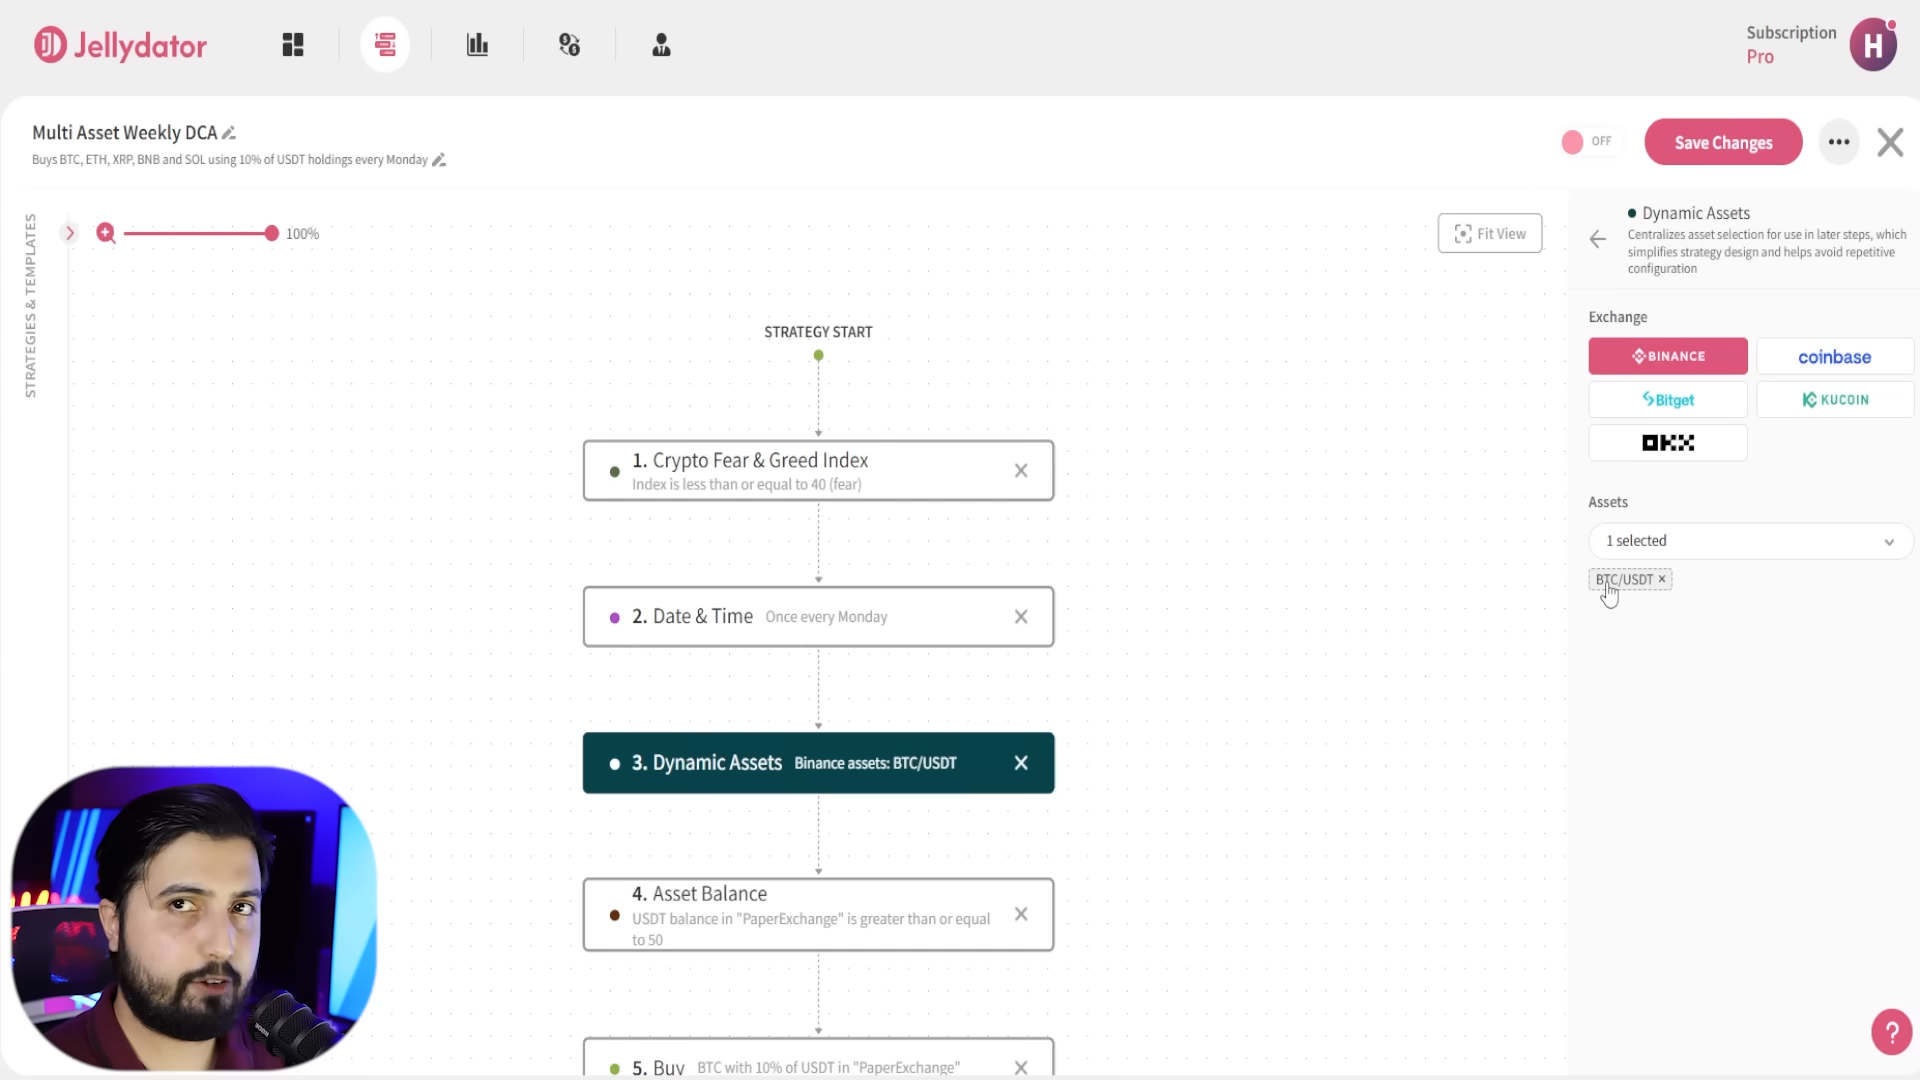 Jellydator
Subscription
Pro
H
Multi Asset Weekly DCA
Buys BTC, ETH, XRP, BNB and SOL using 10% of USDT holdings every Monday
OFF
Save Changes
STRATEGIES & TEMPLATES
100%
Fit View
STRATEGY START
1. Crypto Fear & Greed Index
Index is less than or equal to 40 (fear)
2. Date & Time Once every Monday
3. Dynamic Assets Binance assets: BTC/USDT
4. Asset Balance
USDT balance in "PaperExchange" is greater than or equal
to 50
5. Buy BTC with 10% of USDT in "PaperExchange"
Dynamic Assets
Centralizes asset selection for use in later steps, which
simplifies strategy design and helps avoid repetitive
configuration
Exchange
BINANCE
coinbase
Bitget
KUCOIN
OKX
Assets
1 selected
BTC/USDT ×
?